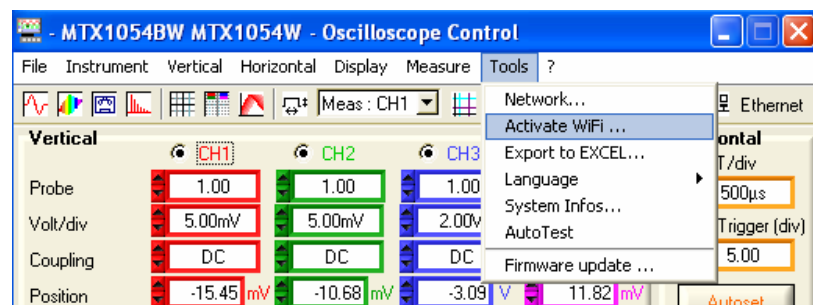 - MTX1054BW MTX1054W - Oscilloscope Control
File Instrument Vertical Horizontal Display Measure Tools ?
Meas : CH1 Ethernet
Network...
Activate WiFi ...
Export to EXCEL...
Language
System Infos...
AutoTest
Firmware update ...
Vertical
CH1 CH2 CH3
Probe 1.00 1.00 1.00
Volt/div 5.00mV 5.00mV 2.00V
Coupling DC DC DC
Position -15.45 mV -10.68 mV -3.09 V 11.82 mV
T/div
500µs
Trigger (div)
5.00
Autoset